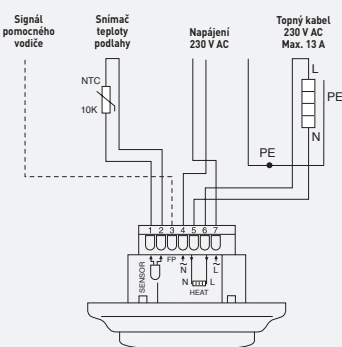 Signál
pomocného
vodiče
Snímač
teploty
podlahy
Napájení
230 V AC
Topný kabel
230 V AC
Max. 13 A
NTC
10K
L
PE
N
PE
1 2 3 4 5 6 7
SENSOR
FP
N
N
L
L
HEAT